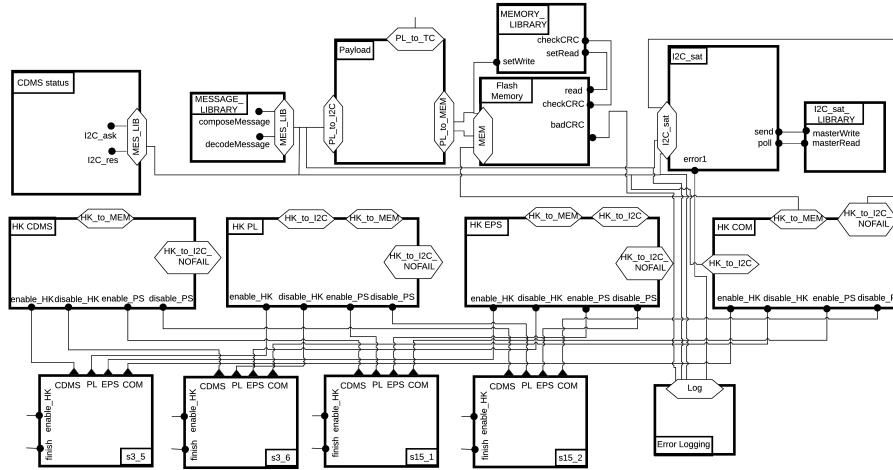 MEMORY_
LIBRARY
checkCRC
setRead
setWrite
PL_to_TC
Payload
PL_to_I2C
PL_to_MEM
Flash
Memory
read
checkCRC
badCRC
MEM
I2C_sat
I2C_sat
send
poll
error1
I2C_sat_
LIBRARY
masterWrite
masterRead
CDMS status
I2C_ask
I2C_res
MES_LIB
MESSAGE_
LIBRARY
composeMessage
decodeMessage
MES_LIB
HK CDMS
HK_to_MEM
HK_to_I2C_
NOFAIL
enable_HK disable_HK enable_PS disable_PS
HK PL
HK_to_I2C
HK_to_MEM
HK_to_I2C_
NOFAIL
enable_HK disable_HK enable_PS disable_PS
HK EPS
HK_to_MEM
HK_to_I2C
HK_to_I2C_
NOFAIL
enable_HK disable_HK enable_PS disable_PS
HK COM
HK_to_MEM
HK_to_I2C_
NOFAIL
HK_to_I2C
enable_HK disable_HK enable_PS
CDMS PL EPS COM
enable_HK
finish
s3_5
CDMS PL EPS COM
enable_HK
finish
s3_6
CDMS PL EPS COM
enable_HK
finish
s15_1
CDMS PL EPS COM
enable_HK
finish
s15_2
Log
Error Logging